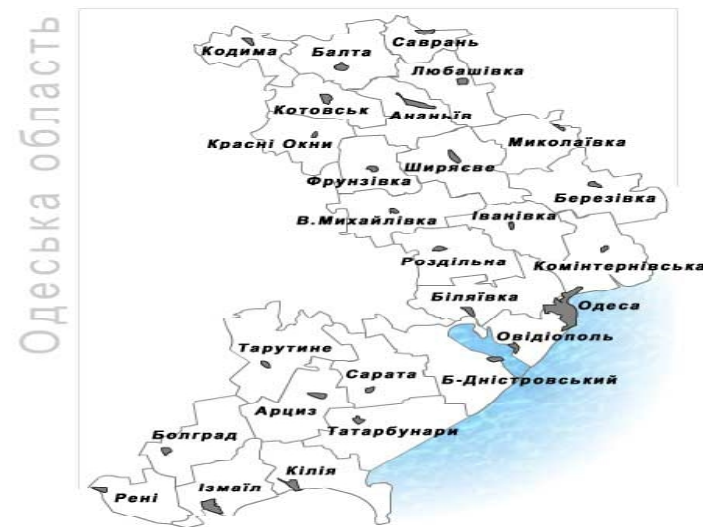 Одеська область
Саврань
Кодима
Балта
Любашівка
Котовськ
Ананьїв
Красні Окни
Миколаївка
Ширяєве
Фрунзівка
Березівка
В.Михайлівка
Іванівка
Роздільна
Комінтернівська
Біляївка
Одеса
Овідіополь
Тарутине
Сарата
Б-Дністровський
Арциз
Татарбунари
Болград
Кілія
Ізмаїл
Рені